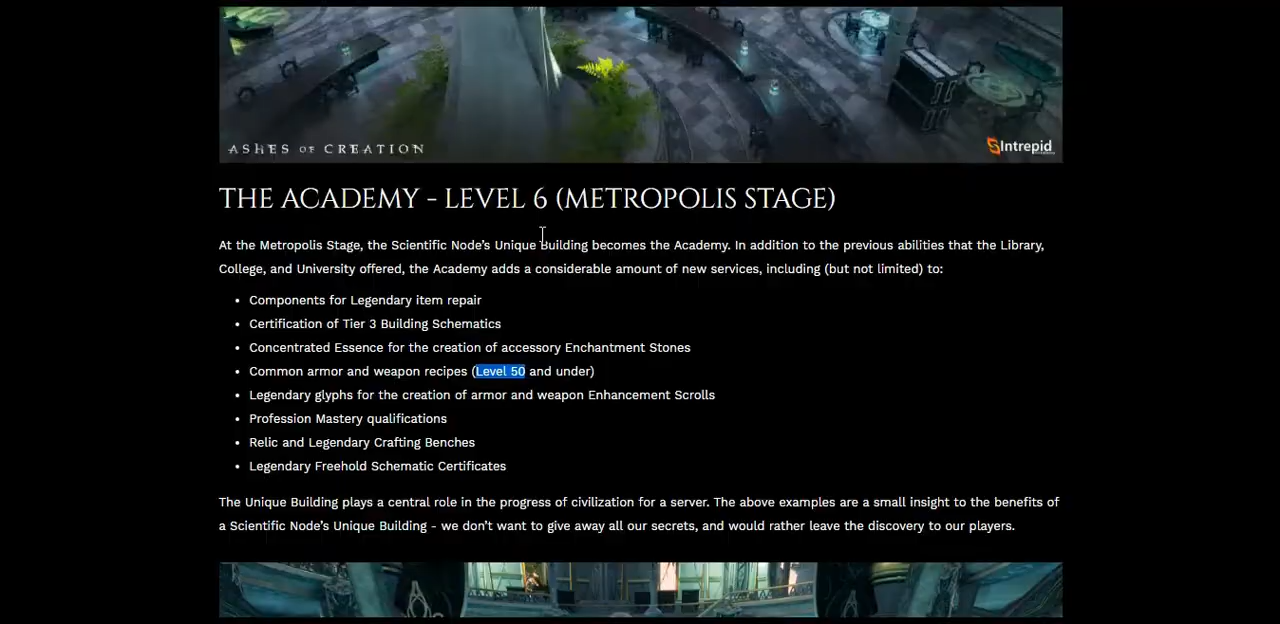 ASHES OF CREATION
Intrepid
THE ACADEMY - LEVEL 6 (METROPOLIS STAGE)
At the Metropolis Stage, the Scientific Node's Unique Building becomes the Academy. In addition to the previous abilities that the Library,
College, and University offered, the Academy adds a considerable amount of new services, including (but not limited) to:
• Components for Legendary item repair
• Certification of Tier 3 Building Schematics
• Concentrated Essence for the creation of accessory Enchantment Stones
• Common armor and weapon recipes (Level 50 and under)
• Legendary glyphs for the creation of armor and weapon Enhancement Scrolls
• Profession Mastery qualifications
• Relic and Legendary Crafting Benches
• Legendary Freehold Schematic Certificates
The Unique Building plays a central role in the progress of civilization for a server. The above examples are a small insight to the benefits of
a Scientific Node's Unique Building - we don't want to give away all our secrets, and would rather leave the discovery to our players.